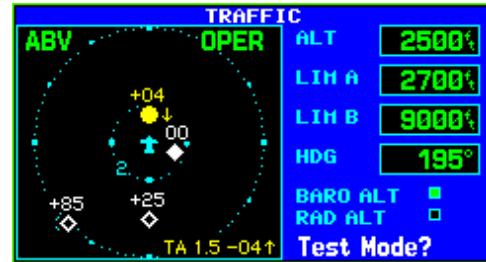 TRAFFIC
ABV OPER
+04↓
00
2.
+85
+25
TA 1.5 -04↑
ALT 2500ft
LIM A 2700ft
LIM B 9000ft
HDG 195°
BARO ALT
RAD ALT
Test Mode?